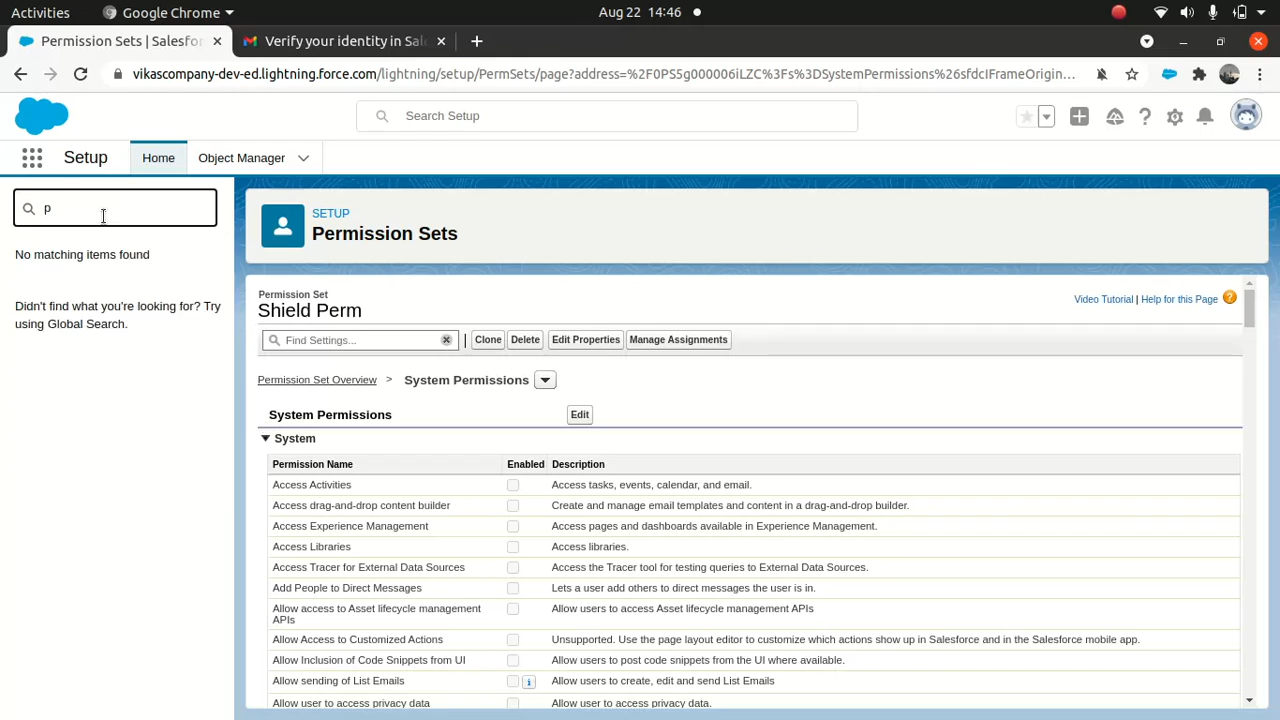 Activities
Google Chrome
Aug 22 14:46
Permission Sets | Salesfor
Verify your identity in Sal
vikascompany-dev-ed.lightning.force.com/lightning/setup/PermSets/page?address=%2F0PS5g000006iLZC%3Fs%3DSystemPermissions%26sfdcIFrameOrigin...
Search Setup
Setup
Home
Object Manager
p
No matching items found
Didn't find what you're looking for? Try
using Global Search.
SETUP
Permission Sets
Permission Set
Shield Perm
Video Tutorial | Help for this Page
Find Settings...
| Clone Delete Edit Properties Manage Assignments
Permission Set Overview > System Permissions
System Permissions Edit
System
Permission Name Enabled Description
Access Activities Access tasks, events, calendar, and email.
Access drag-and-drop content builder Create and manage email templates and content in a drag-and-drop builder.
Access Experience Management Access pages and dashboards available in Experience Management.
Access Libraries Access libraries.
Access Tracer for External Data Sources Access the Tracer tool for testing queries to External Data Sources.
Add People to Direct Messages Lets a user add others to direct messages the user is in.
Allow access to Asset lifecycle management Allow users to access Asset lifecycle management APIs
APIs
Allow Access to Customized Actions Unsupported. Use the page layout editor to customize which actions show up in Salesforce and in the Salesforce mobile app.
Allow Inclusion of Code Snippets from UI Allow users to post code snippets from the UI where available.
Allow sending of List Emails Allow users to create, edit and send List Emails
Allow user to access privacy data Allow user to access privacy data.